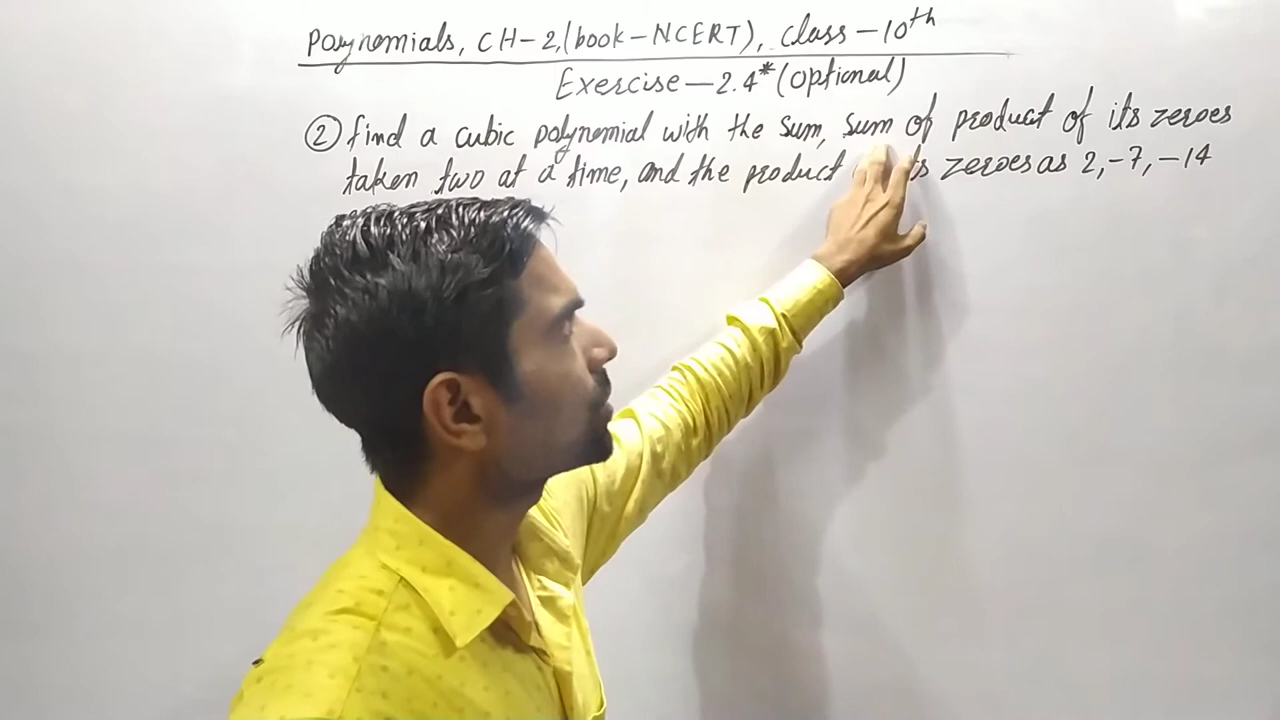 Polynomials, CH-2, (book-NCERT), class-10th
Exercise-2.4* (Optional)
② find a cubic polynomial with the sum, sum of product of its zeroes
taken two at a time, and the product zeroes as 2, -7, -14